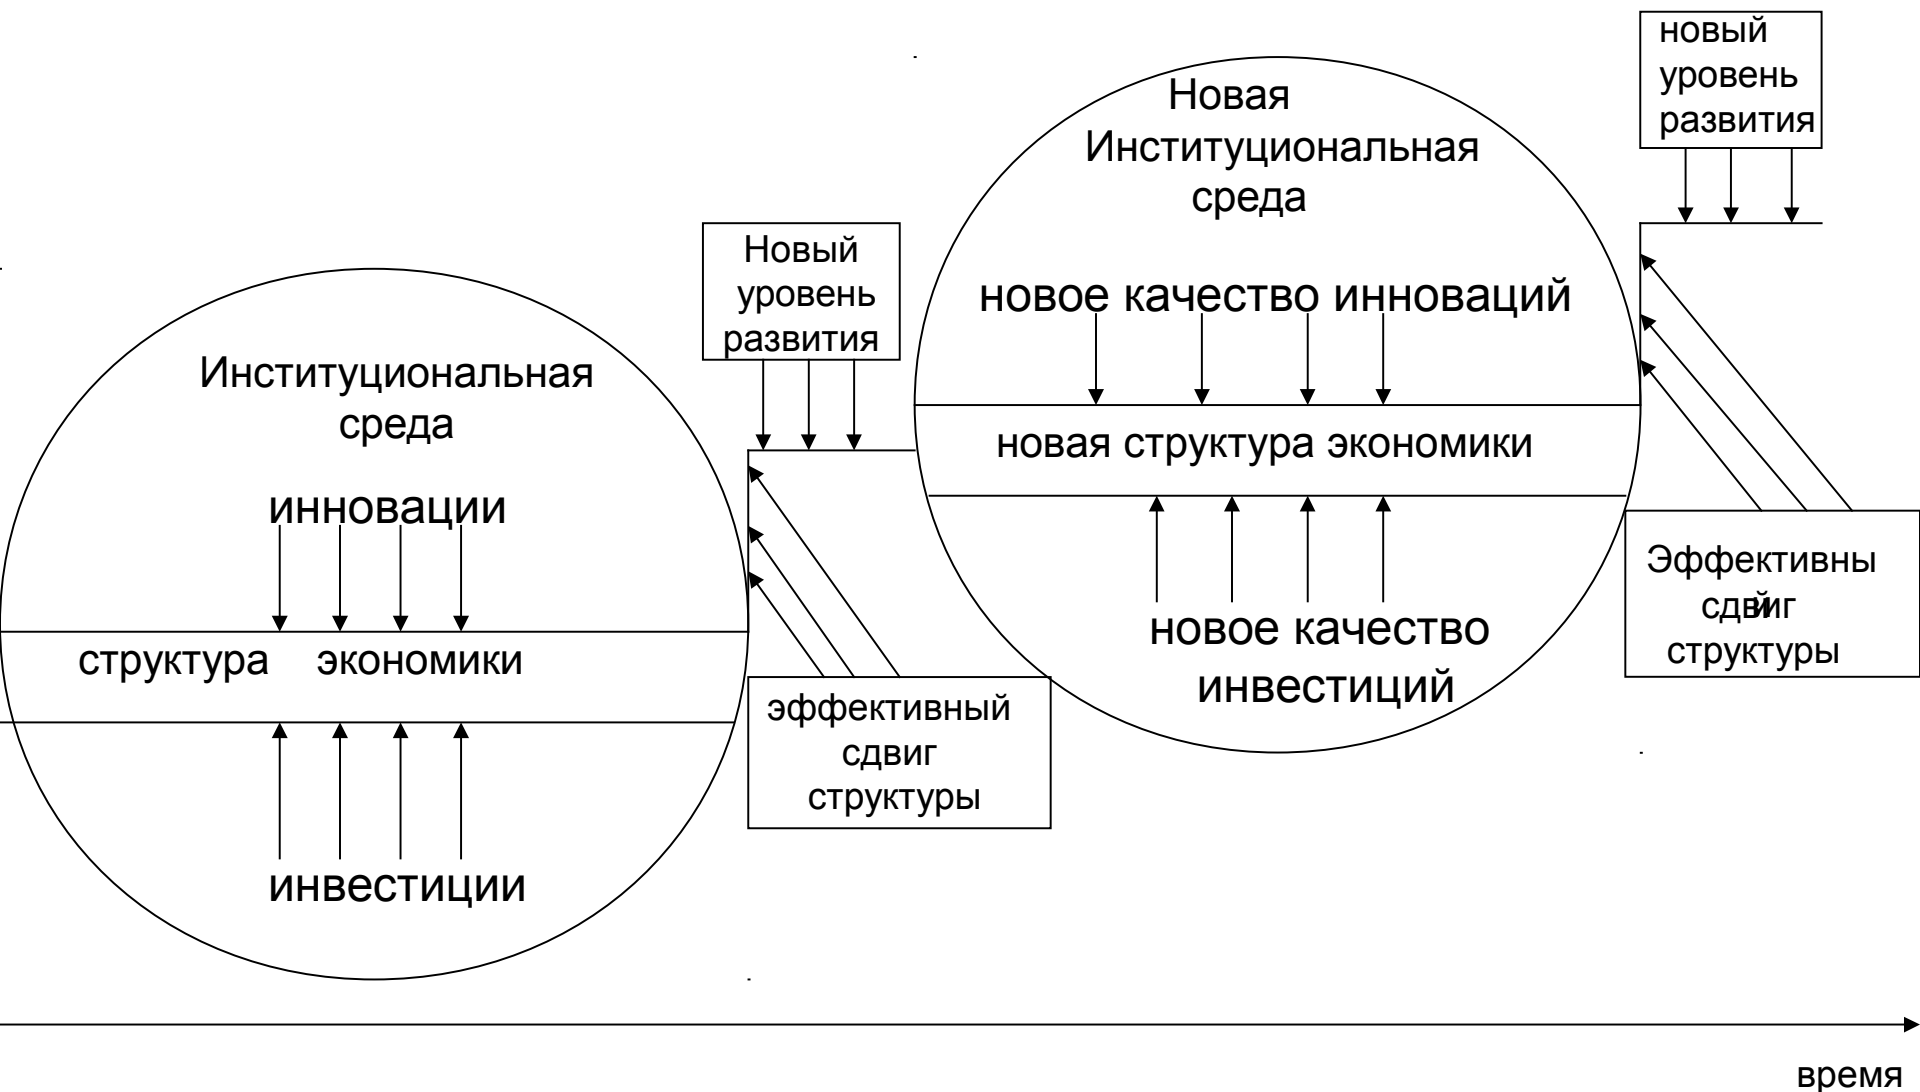 Институциональная
среда
инновации
структура экономики
инвестиции
Новый
уровень
развития
эффективный
сдвиг
структуры
Новая
Институциональная
среда
новое качество инноваций
новая структура экономики
новое качество
инвестиций
новый
уровень
развития
Эффективны
й
сдвиг
структуры
время